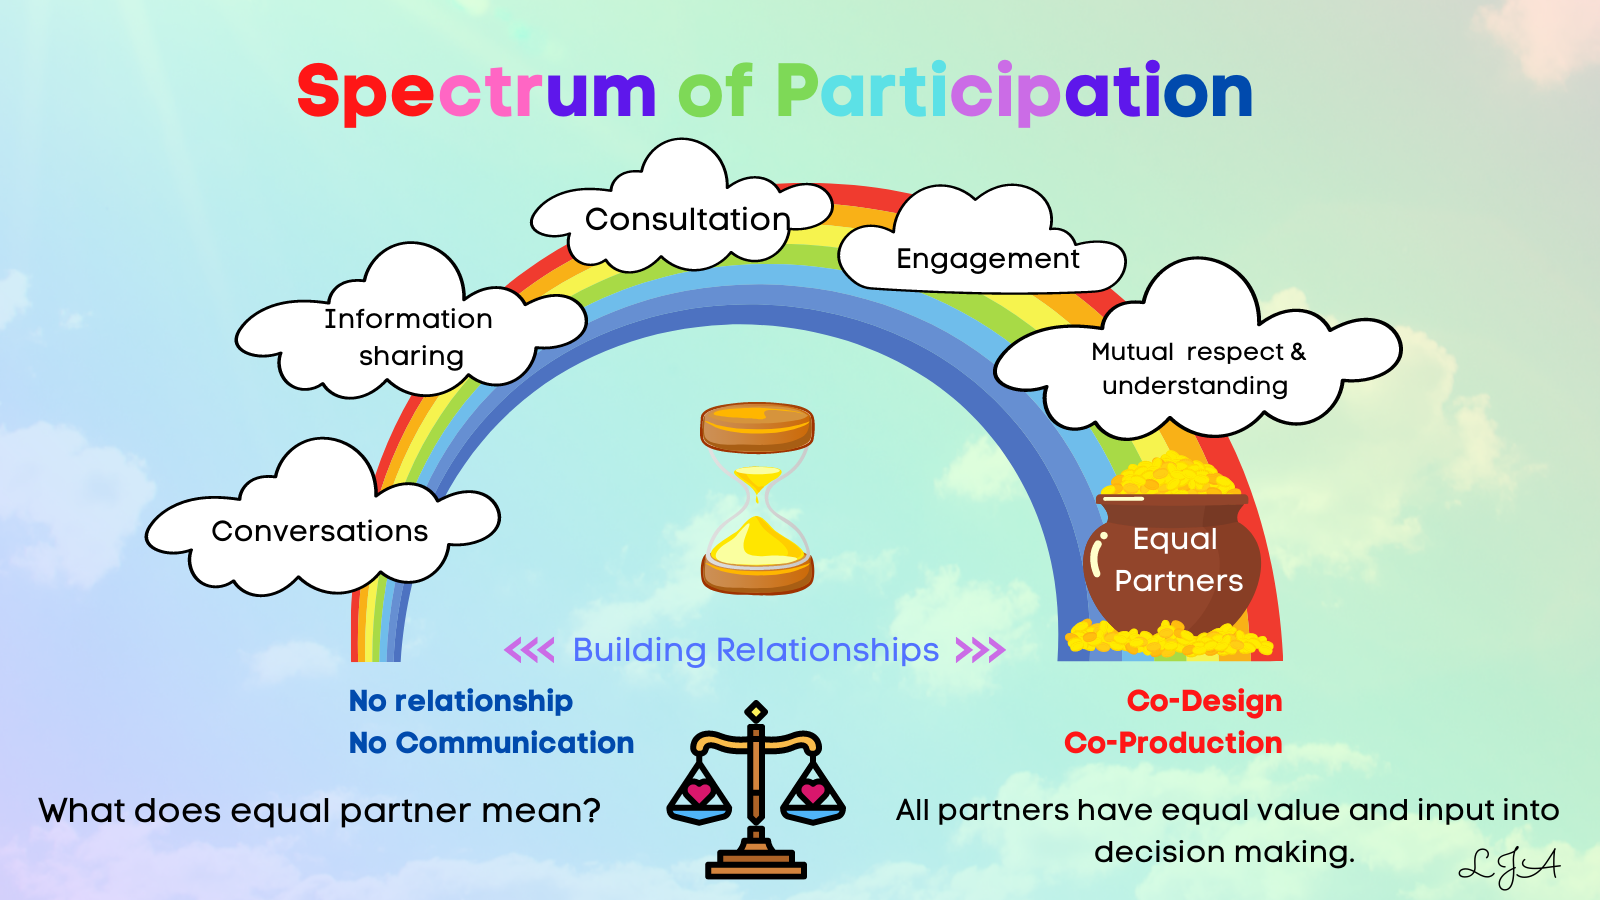 Spectrum of Participation
Consultation
Engagement
Information
sharing
Mutual respect &
understanding
Conversations
Equal
Partners
<<< Building Relationships >>>
No relationship
No Communication
Co-Design
Co-Production
What does equal partner mean?
All partners have equal value and input into
decision making.
LJA